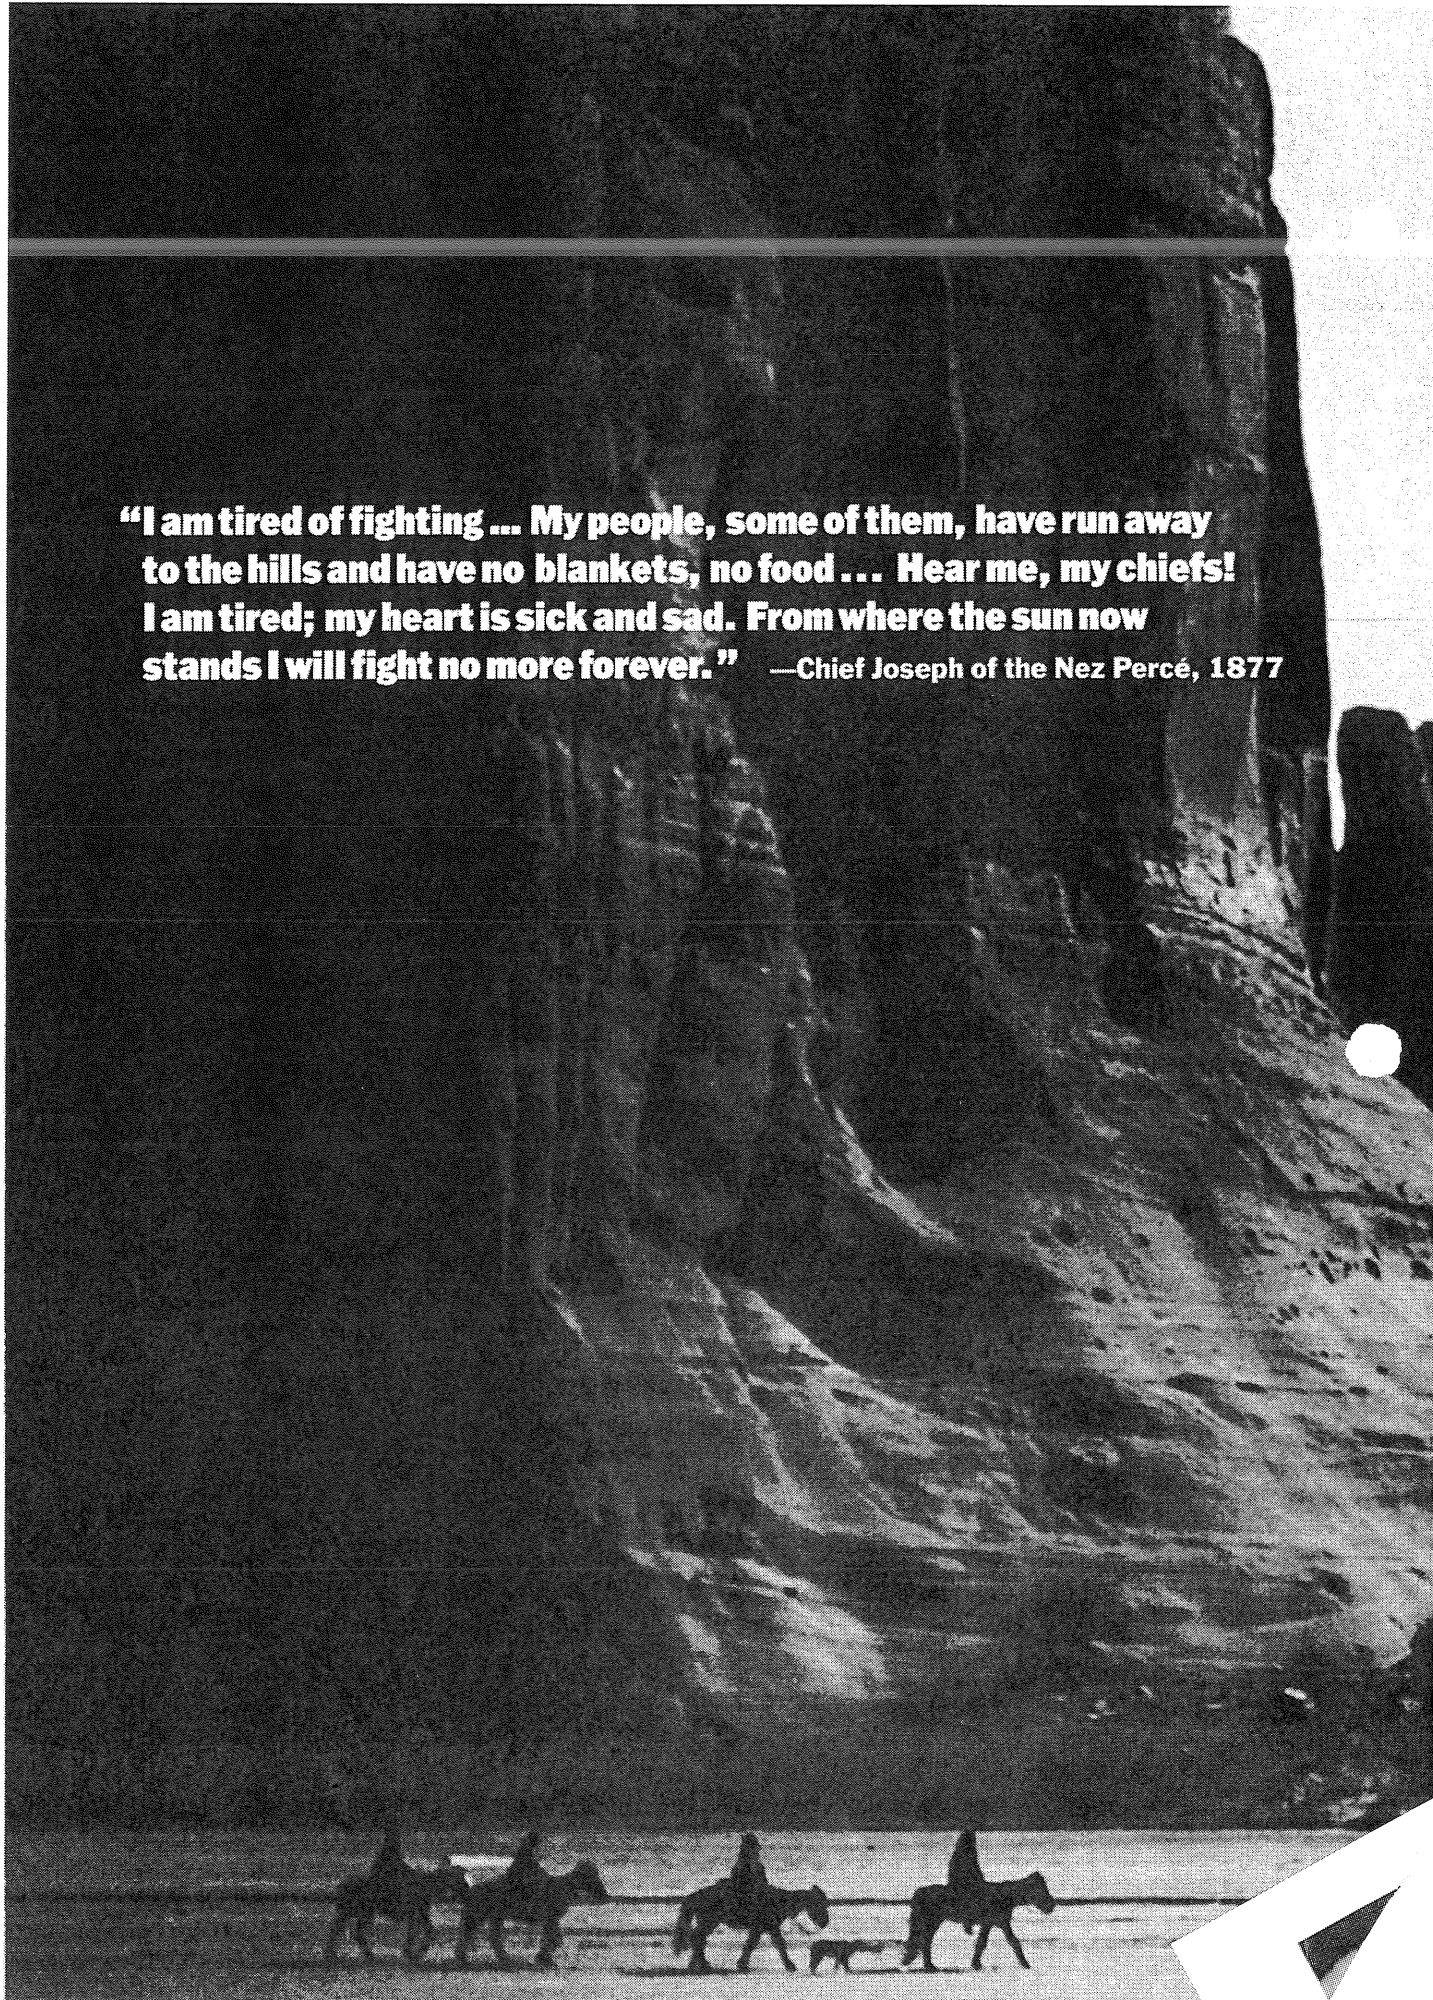 “I am tired of fighting ... My people, some of them, have run away
to the hills and have no blankets, no food ... Hear me, my chiefs!
I am tired; my heart is sick and sad. From where the sun now
stands I will fight no more forever.” —Chief Joseph of the Nez Percé, 1877